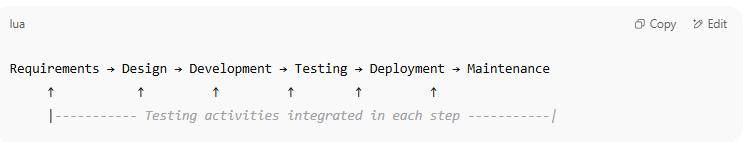 lua Copy Edit
Requirements → Design → Development → Testing → Deployment → Maintenance
↑ ↑ ↑ ↑ ↑ ↑
|----------- Testing activities integrated in each step -----------|